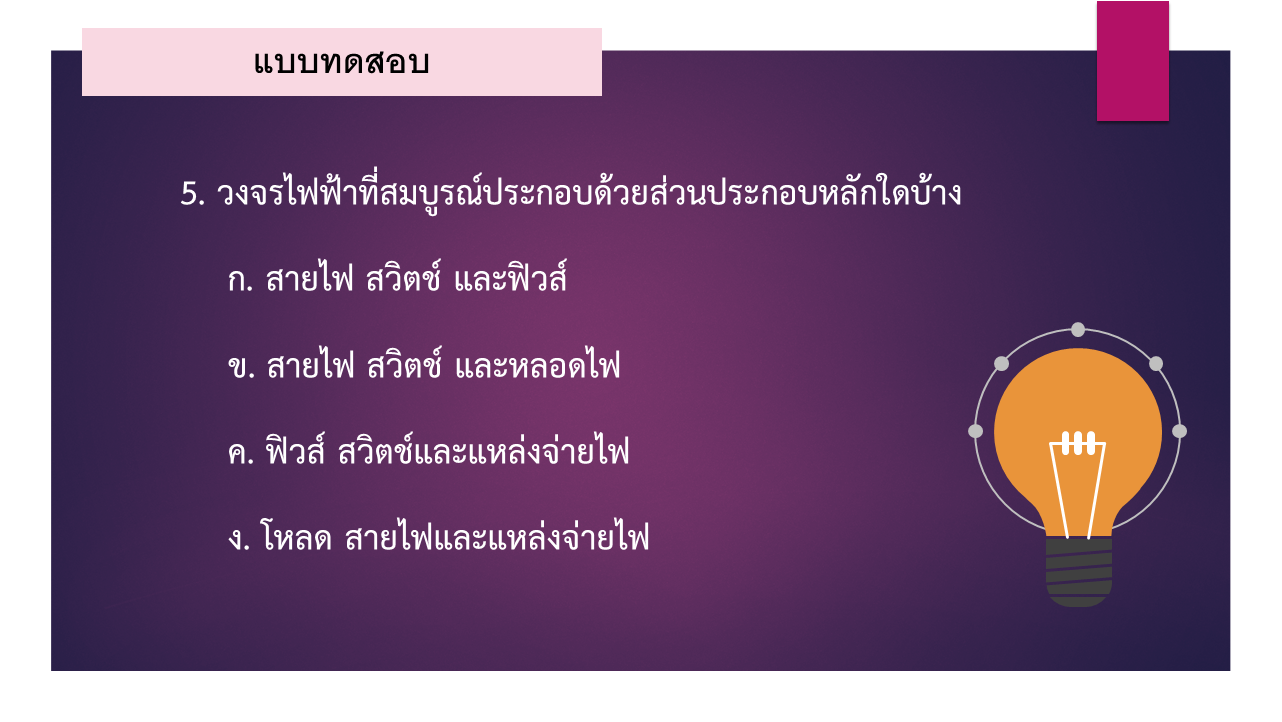 แบบทดสอบ
5. วงจรไฟฟ้าที่สมบูรณ์ประกอบด้วยส่วนประกอบหลักใดบ้าง
ก. สายไฟ สวิตช์ และฟิวส์
ข. สายไฟ สวิตช์ และหลอดไฟ
ค. ฟิวส์ สวิตช์และแหล่งจ่ายไฟ
ง. โหลด สายไฟและแหล่งจ่ายไฟ